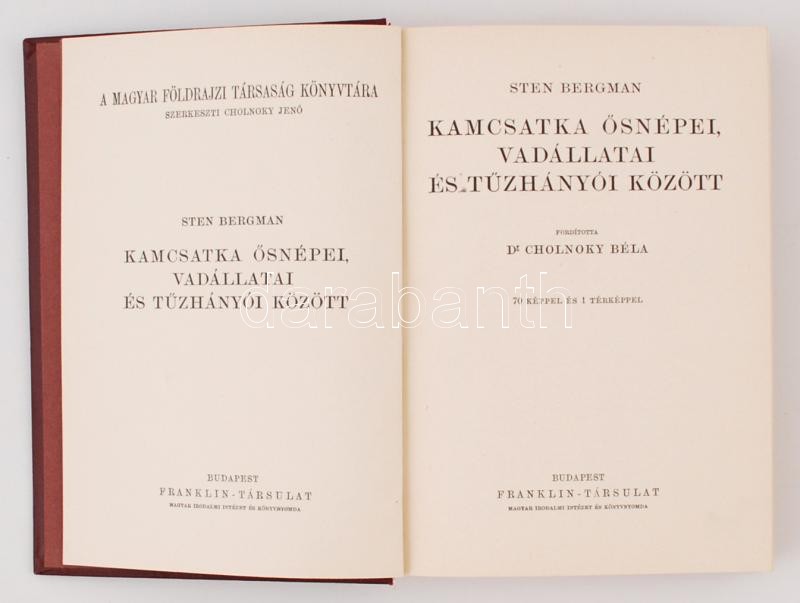 A MAGYAR FÖLDRAJZI TÁRSASÁG KÖNYVTÁRA
SZERKESZTI CHOLNOKY JENŐ
STEN BERGMAN
KAMCSATKA ŐSNÉPEI,
VADÁLLATAI
ÉS TŰZHÁNYÓI KÖZÖTT
BUDAPEST
FRANKLIN-TÁRSULAT
MAGYAR IRODALMI INTÉZET ÉS KÖNYVNYOMDA
STEN BERGMAN
KAMCSATKA ŐSNÉPEI,
VADÁLLATAI
ÉS TŰZHÁNYÓI KÖZÖTT
FORDÍTOTTA
Dr. CHOLNOKY BÉLA
70 KÉPPEL ÉS 1 TÉRKÉPPEL
BUDAPEST
FRANKLIN-TÁRSULAT
MAGYAR IRODALMI INTÉZET ÉS KÖNYVNYOMDA
darabanth